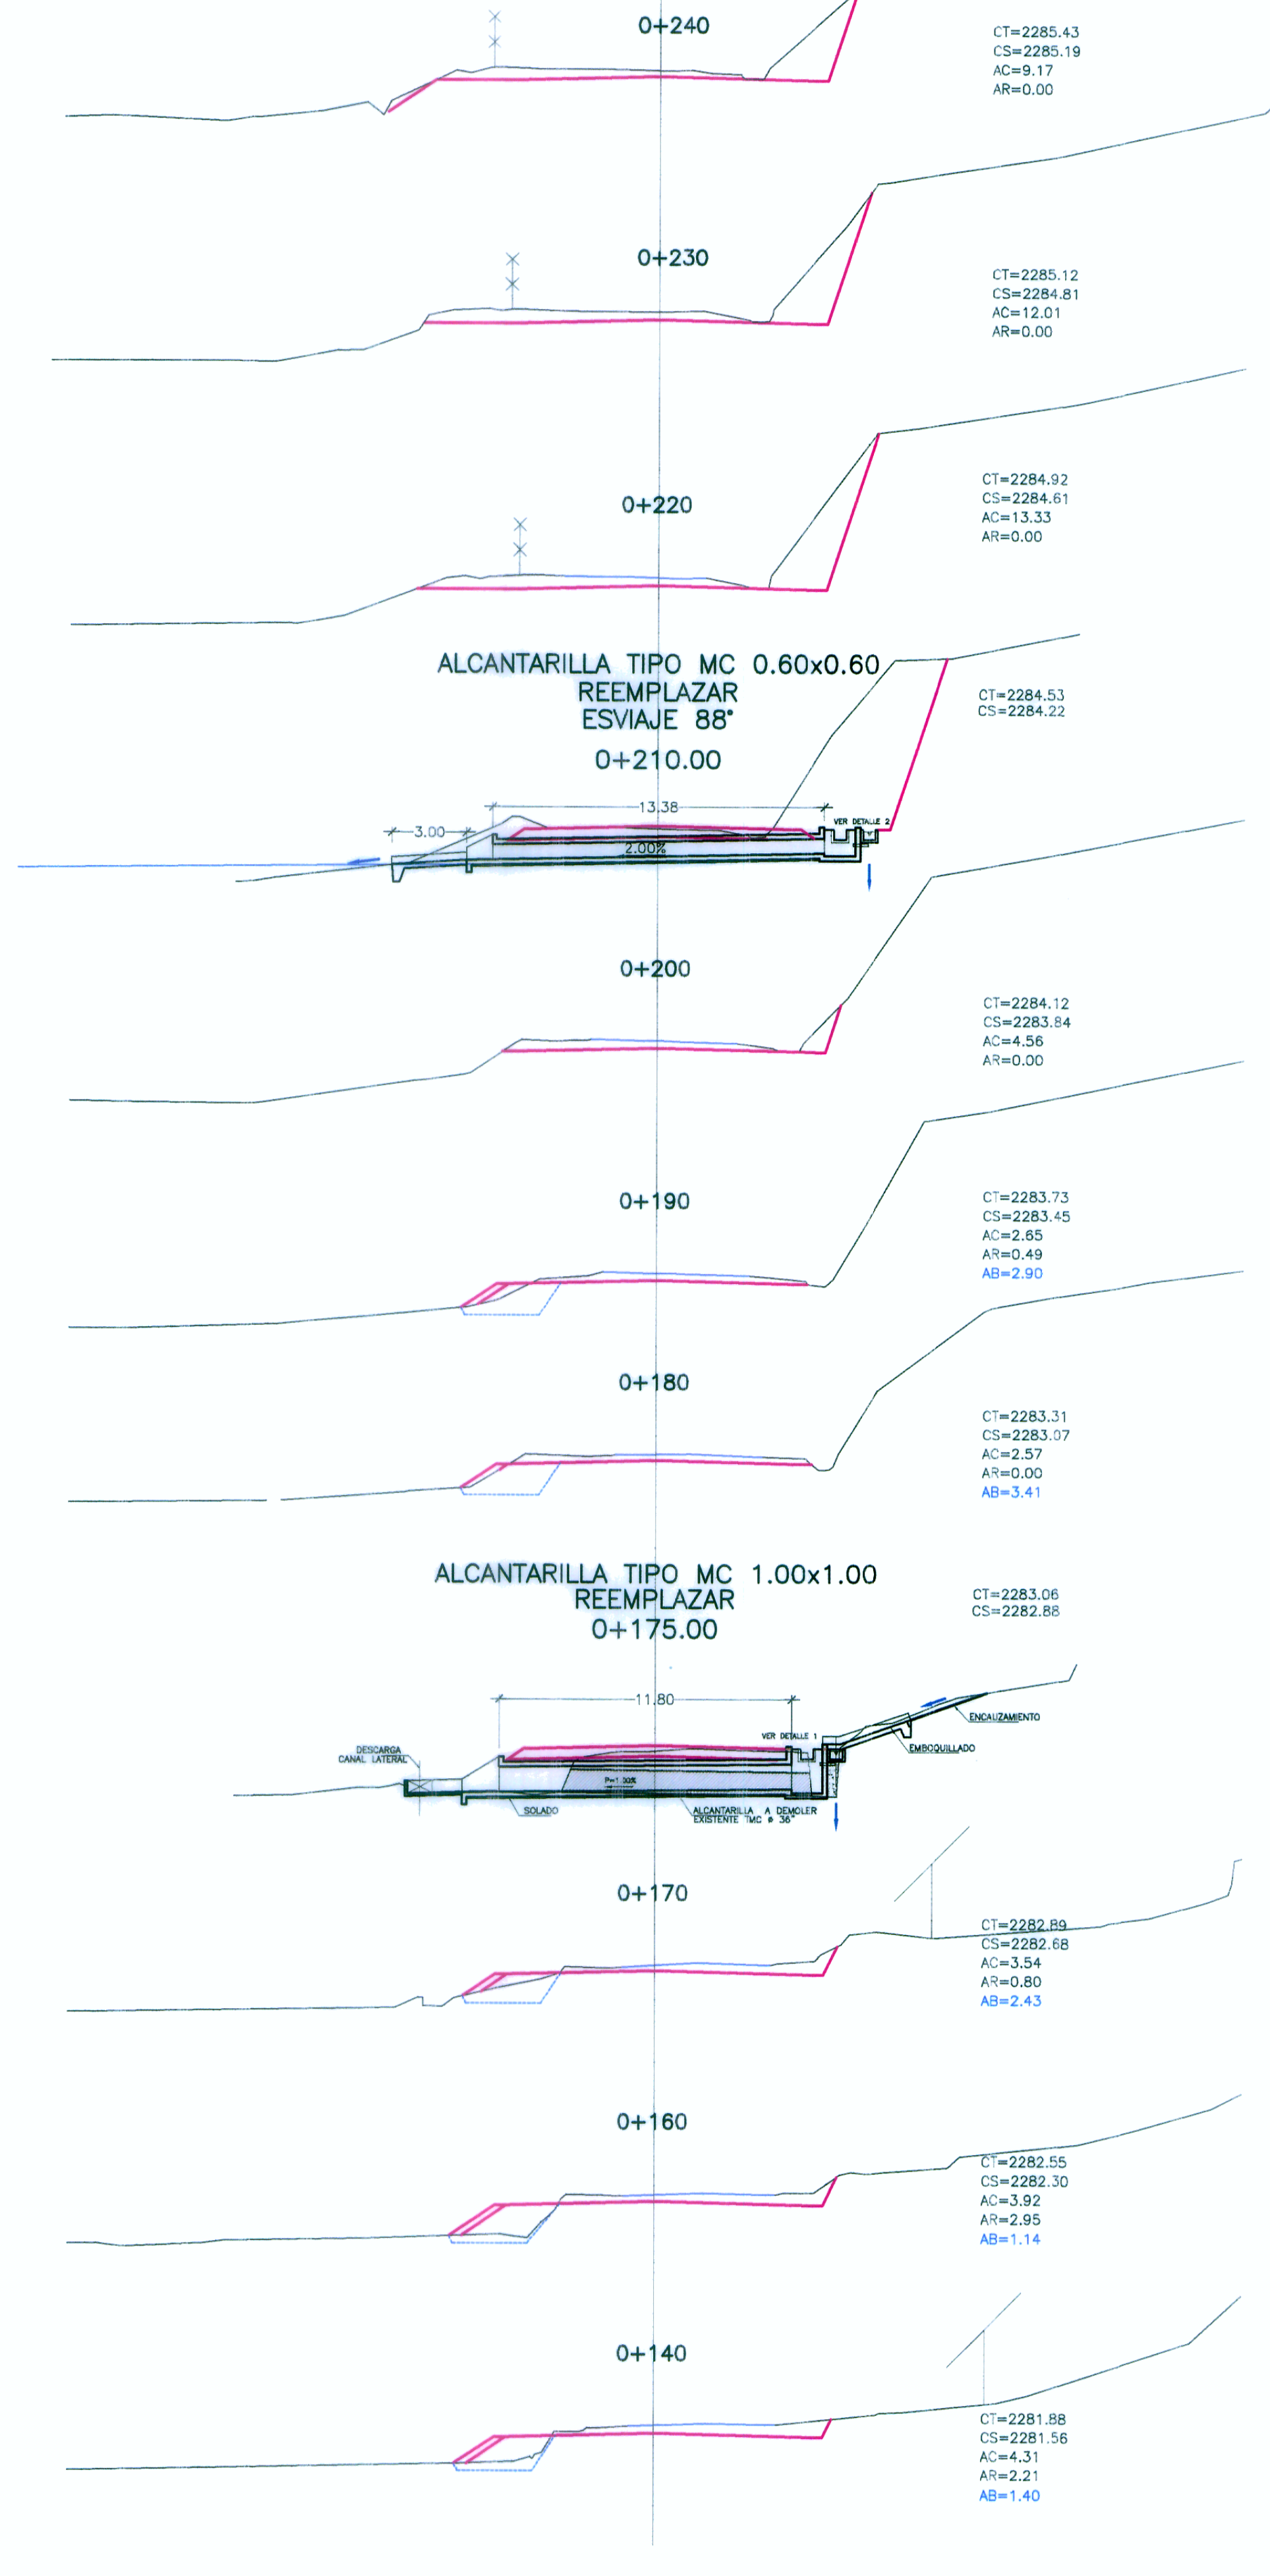 0+240
CT=2285.43
CS=2285.19
AC=9.17
AR=0.00
0+230
CT=2285.12
CS=2284.81
AC=12.01
AR=0.00
0+220
CT=2284.92
CS=2284.61
AC=13.33
AR=0.00
ALCANTARILLA TIPO MC 0.60x0.60
REEMPLAZAR
ESVIAJE 88°
0+210.00
CT=2284.53
CS=2284.22
13.38
3.00
VER DETALLE 2
2.00%
0+200
CT=2284.12
CS=2283.84
AC=4.56
AR=0.00
0+190
CT=2283.73
CS=2283.45
AC=2.65
AR=0.49
AB=2.90
0+180
CT=2283.31
CS=2283.07
AC=2.57
AR=0.00
AB=3.41
ALCANTARILLA TIPO MC 1.00x1.00
REEMPLAZAR
0+175.00
CT=2283.06
CS=2282.88
11.80
ENCAUZAMIENTO
VER DETALLE 1
EMBOQUILLADO
DESCARGA
CANAL LATERAL
P=1.00%
SOLADO
ALCANTARILLA A DEMOLER
EXISTENTE TMC ø 36"
0+170
CT=2282.89
CS=2282.68
AC=3.54
AR=0.80
AB=2.43
0+160
CT=2282.55
CS=2282.30
AC=3.92
AR=2.95
AB=1.14
0+140
CT=2281.88
CS=2281.56
AC=4.31
AR=2.21
AB=1.40